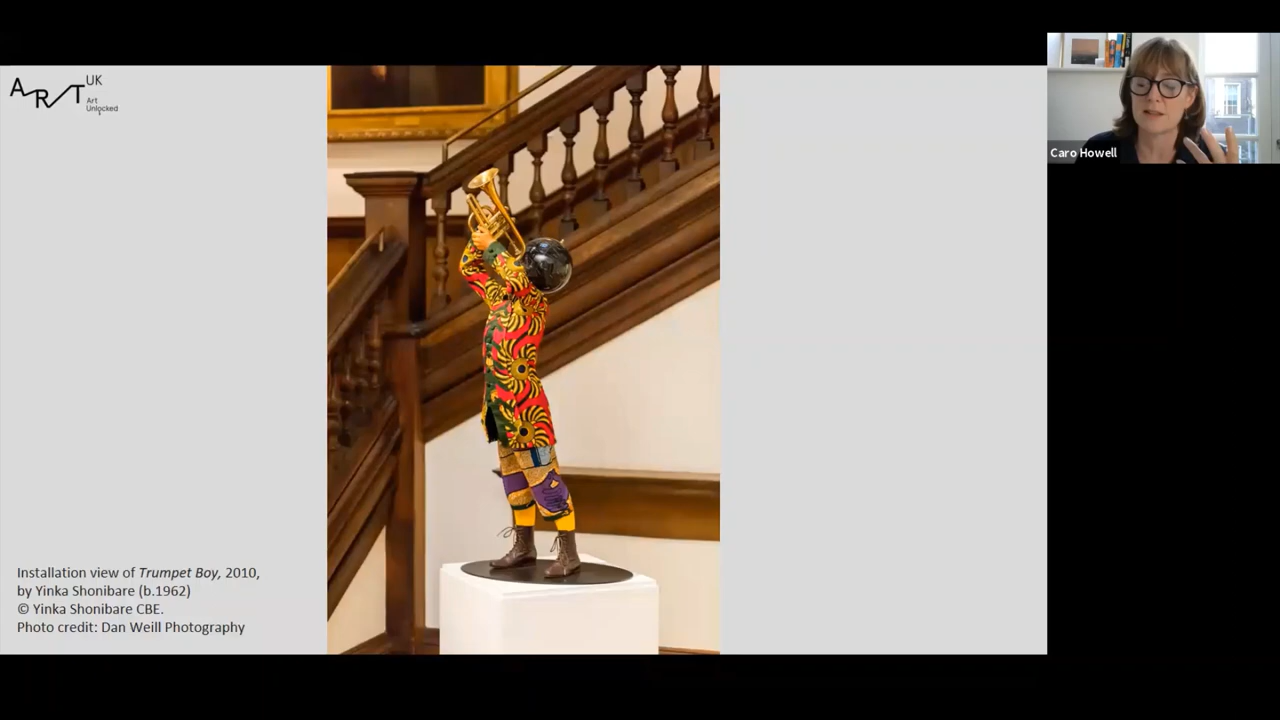 ART UK
Art
Unlocked
Caro Howell
Installation view of Trumpet Boy, 2010,
by Yinka Shonibare (b.1962)
© Yinka Shonibare CBE.
Photo credit: Dan Weill Photography